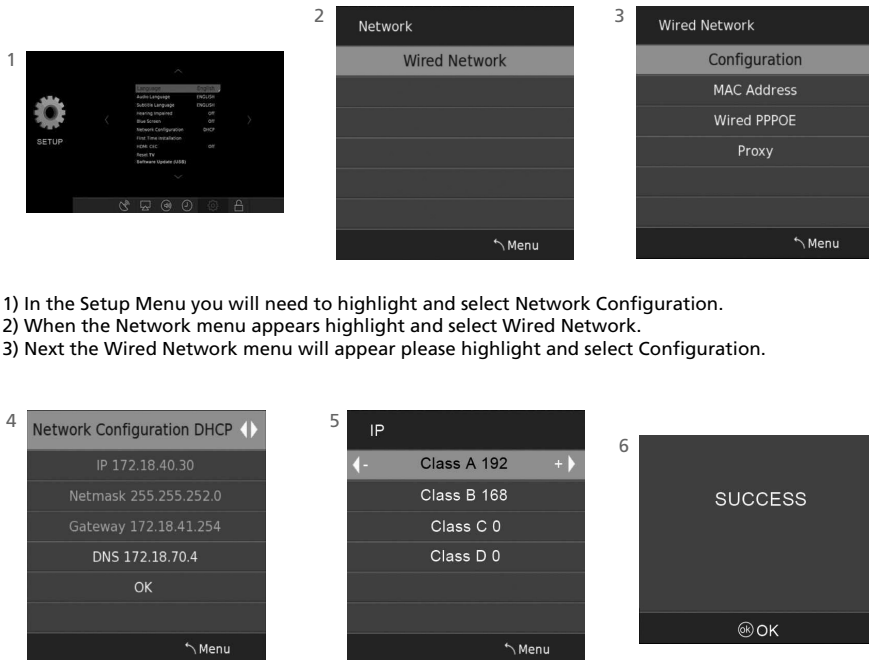 1
SETUP
Language English
Audio Language ENGLISH
Subtitle Language ENGLISH
Hearing Impaired Off
Blue Screen Off
Network Configuration DHCP
First Time Installation
HDMI CEC Off
Reset TV
Software Update (USB)
2
Network
Wired Network
Menu
3
Wired Network
Configuration
MAC Address
Wired PPPOE
Proxy
Menu
1) In the Setup Menu you will need to highlight and select Network Configuration.
2) When the Network menu appears highlight and select Wired Network.
3) Next the Wired Network menu will appear please highlight and select Configuration.
4
Network Configuration DHCP
IP 172.18.40.30
Netmask 255.255.252.0
Gateway 172.18.41.254
DNS 172.18.70.4
OK
Menu
5
IP
- Class A 192 +
Class B 168
Class C 0
Class D 0
Menu
6
SUCCESS
ok OK